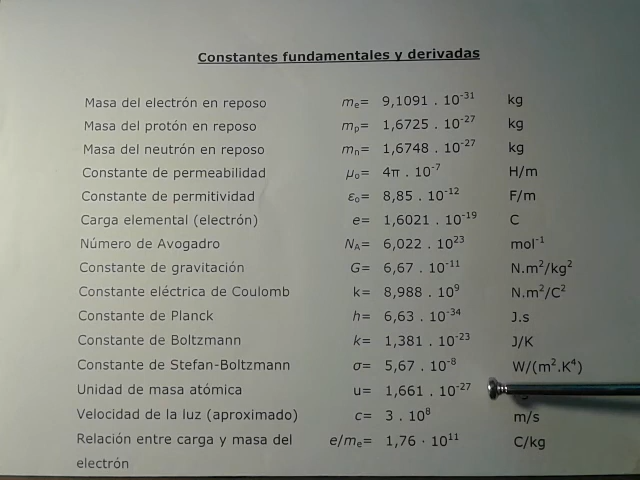 Constantes fundamentales y derivadas
Masa del electrón en reposo mₑ= 9,1091 . 10⁻³¹ kg
Masa del protón en reposo mₚ= 1,6725 . 10⁻²⁷ kg
Masa del neutrón en reposo mₙ= 1,6748 . 10⁻²⁷ kg
Constante de permeabilidad μ₀= 4π . 10⁻⁷ H/m
Constante de permitividad ε₀= 8,85 . 10⁻¹² F/m
Carga elemental (electrón) e= 1,6021 . 10⁻¹⁹ C
Número de Avogadro N_A= 6,022 . 10²³ mol⁻¹
Constante de gravitación G= 6,67 . 10⁻¹¹ N.m²/kg²
Constante eléctrica de Coulomb k= 8,988 . 10⁹ N.m²/C²
Constante de Planck h= 6,63 . 10⁻³⁴ J.s
Constante de Boltzmann k= 1,381 . 10⁻²³ J/K
Constante de Stefan-Boltzmann σ= 5,67 . 10⁻⁸ W/(m².K⁴)
Unidad de masa atómica u= 1,661 . 10⁻²⁷
Velocidad de la luz (aproximado) c= 3 . 10⁸ m/s
Relación entre carga y masa del e/mₑ= 1,76 · 10¹¹ C/kg
electrón